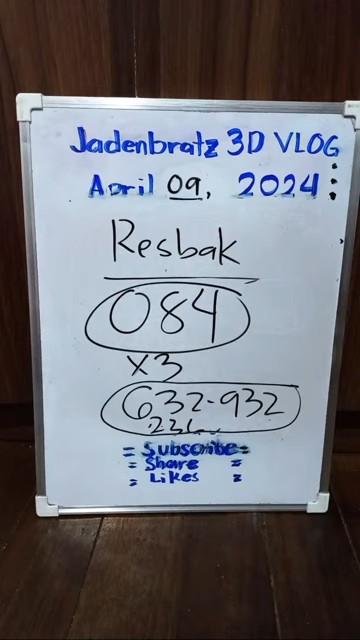 Jadenbratz 3D VLOG
April 09, 2024
Resbak
084
x3
632-932
= Subscribe =
= Share =
= Likes =